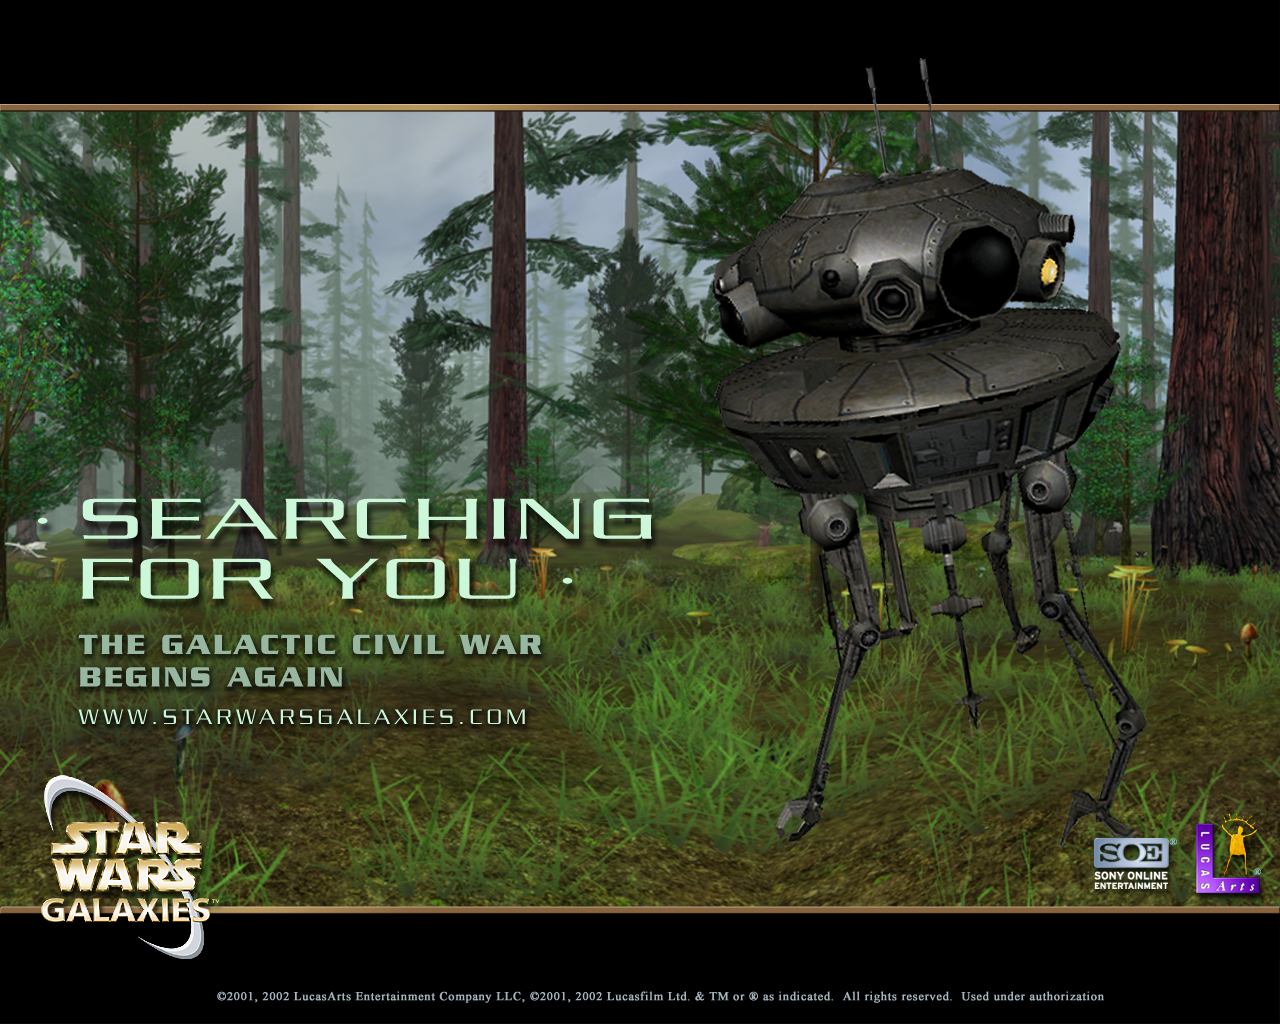 · SEARCHING
FOR YOU ·
THE GALACTIC CIVIL WAR
BEGINS AGAIN
WWW.STARWARSGALAXIES.COM
STAR
WARS
GALAXIES™
SOE®
SONY ONLINE
ENTERTAINMENT
LUCAS
Arts®
©2001, 2002 LucasArts Entertainment Company LLC, ©2001, 2002 Lucasfilm Ltd. & TM or ® as indicated. All rights reserved. Used under authorization